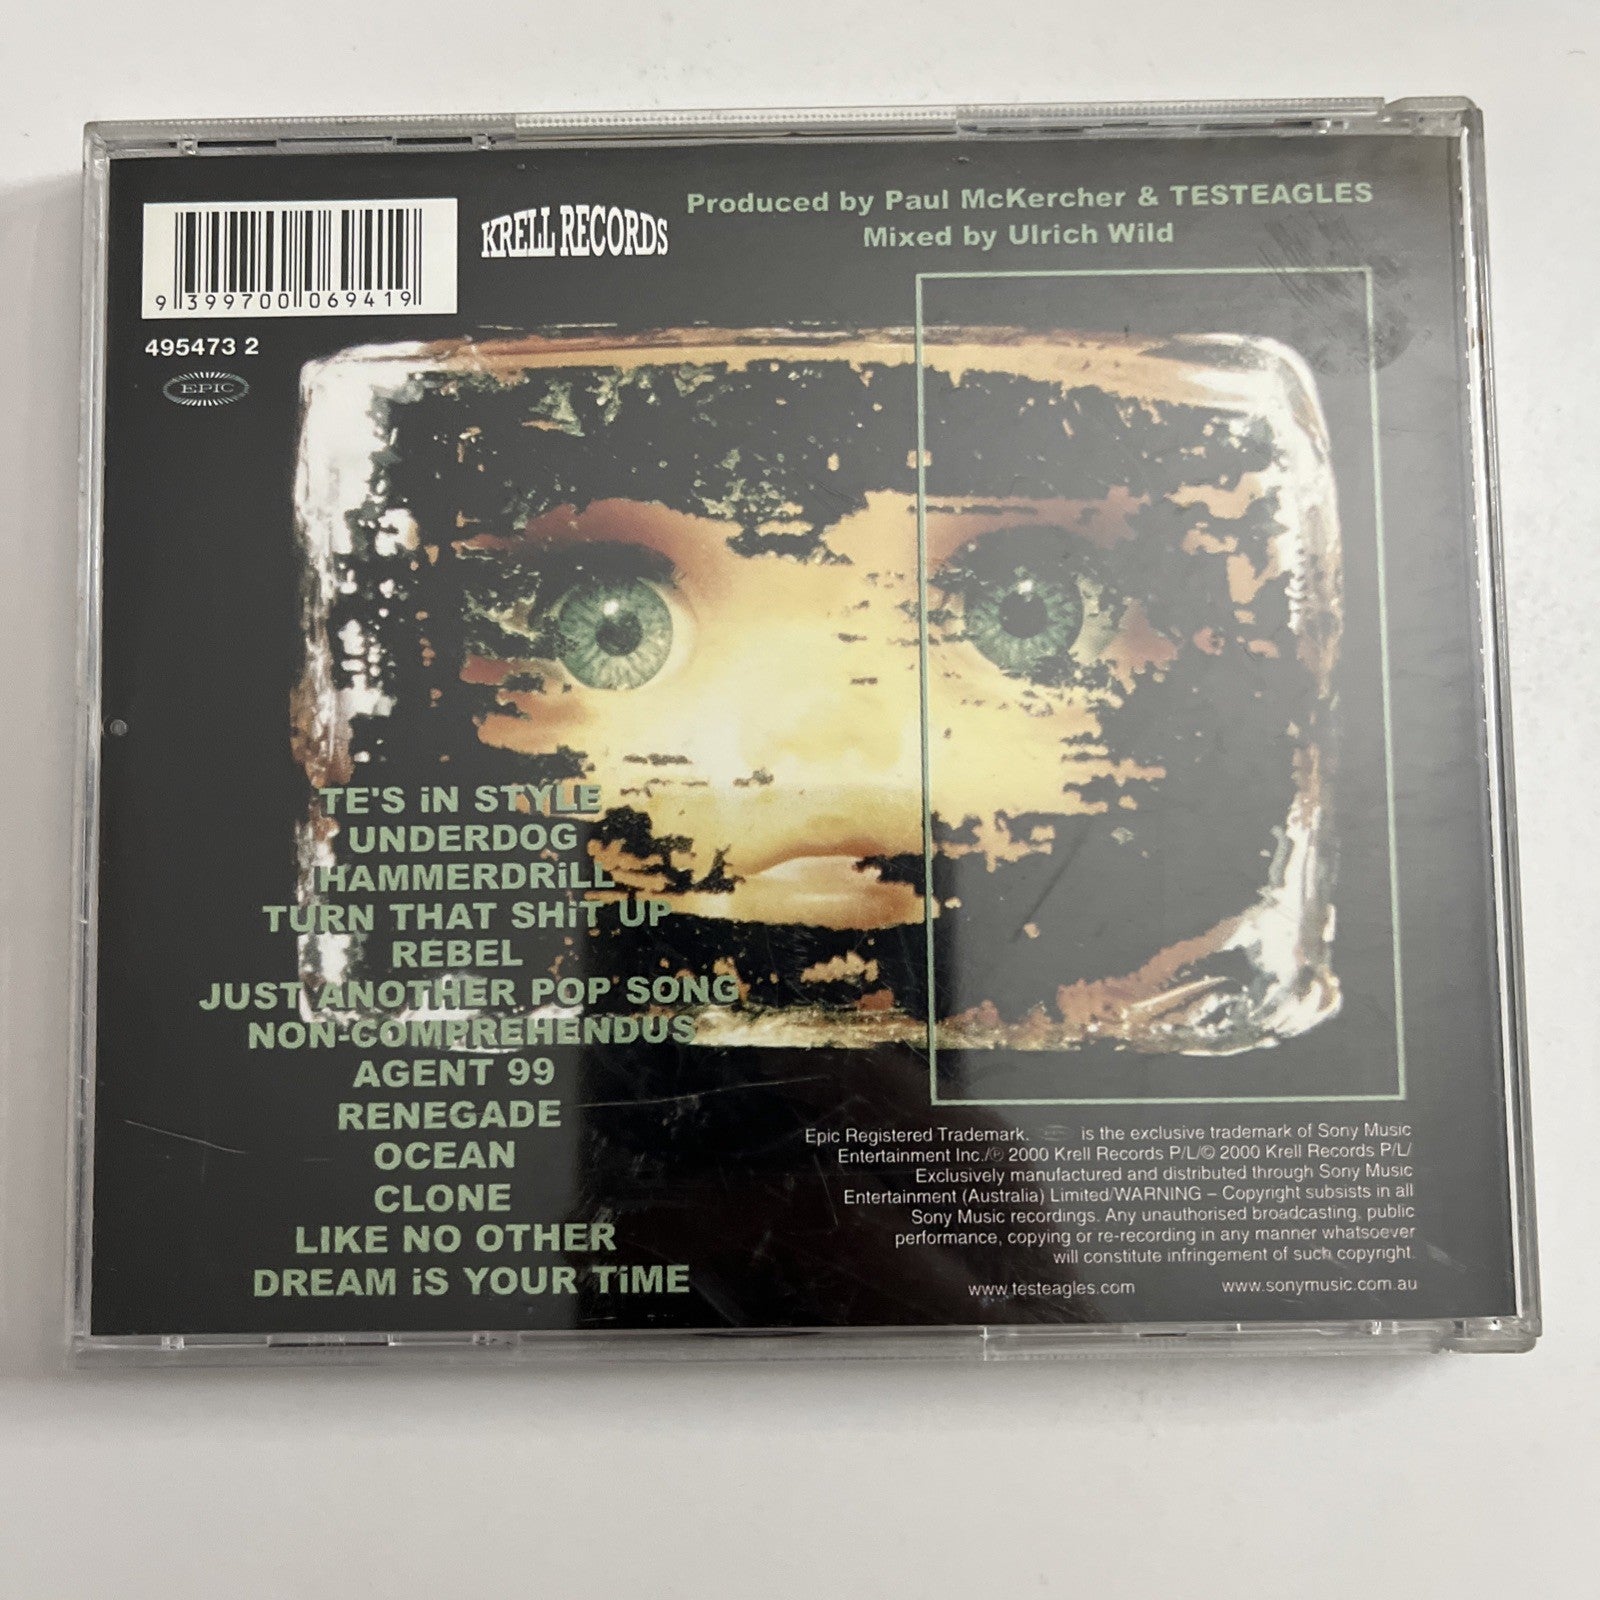 9 399700 069419
495473 2
EPIC
KRELL RECORDS
Produced by Paul McKercher & TESTEAGLES
Mixed by Ulrich Wild
TE'S iN STYLE
UNDERDOG
HAMMERDRiLL
TURN THAT SHiT UP
REBEL
JUST ANOTHER POP SONG
NON-COMPREHENDUS
AGENT 99
RENEGADE
OCEAN
CLONE
LIKE NO OTHER
DREAM iS YOUR TiME
Epic Registered Trademark. is the exclusive trademark of Sony Music
Entertainment Inc./℗ 2000 Krell Records P/L/© 2000 Krell Records P/L/
Exclusively manufactured and distributed through Sony Music
Entertainment (Australia) Limited/WARNING – Copyright subsists in all
Sony Music recordings. Any unauthorised broadcasting, public
performance, copying or re-recording in any manner whatsoever
will constitute infringement of such copyright.
www.testeagles.com www.sonymusic.com.au